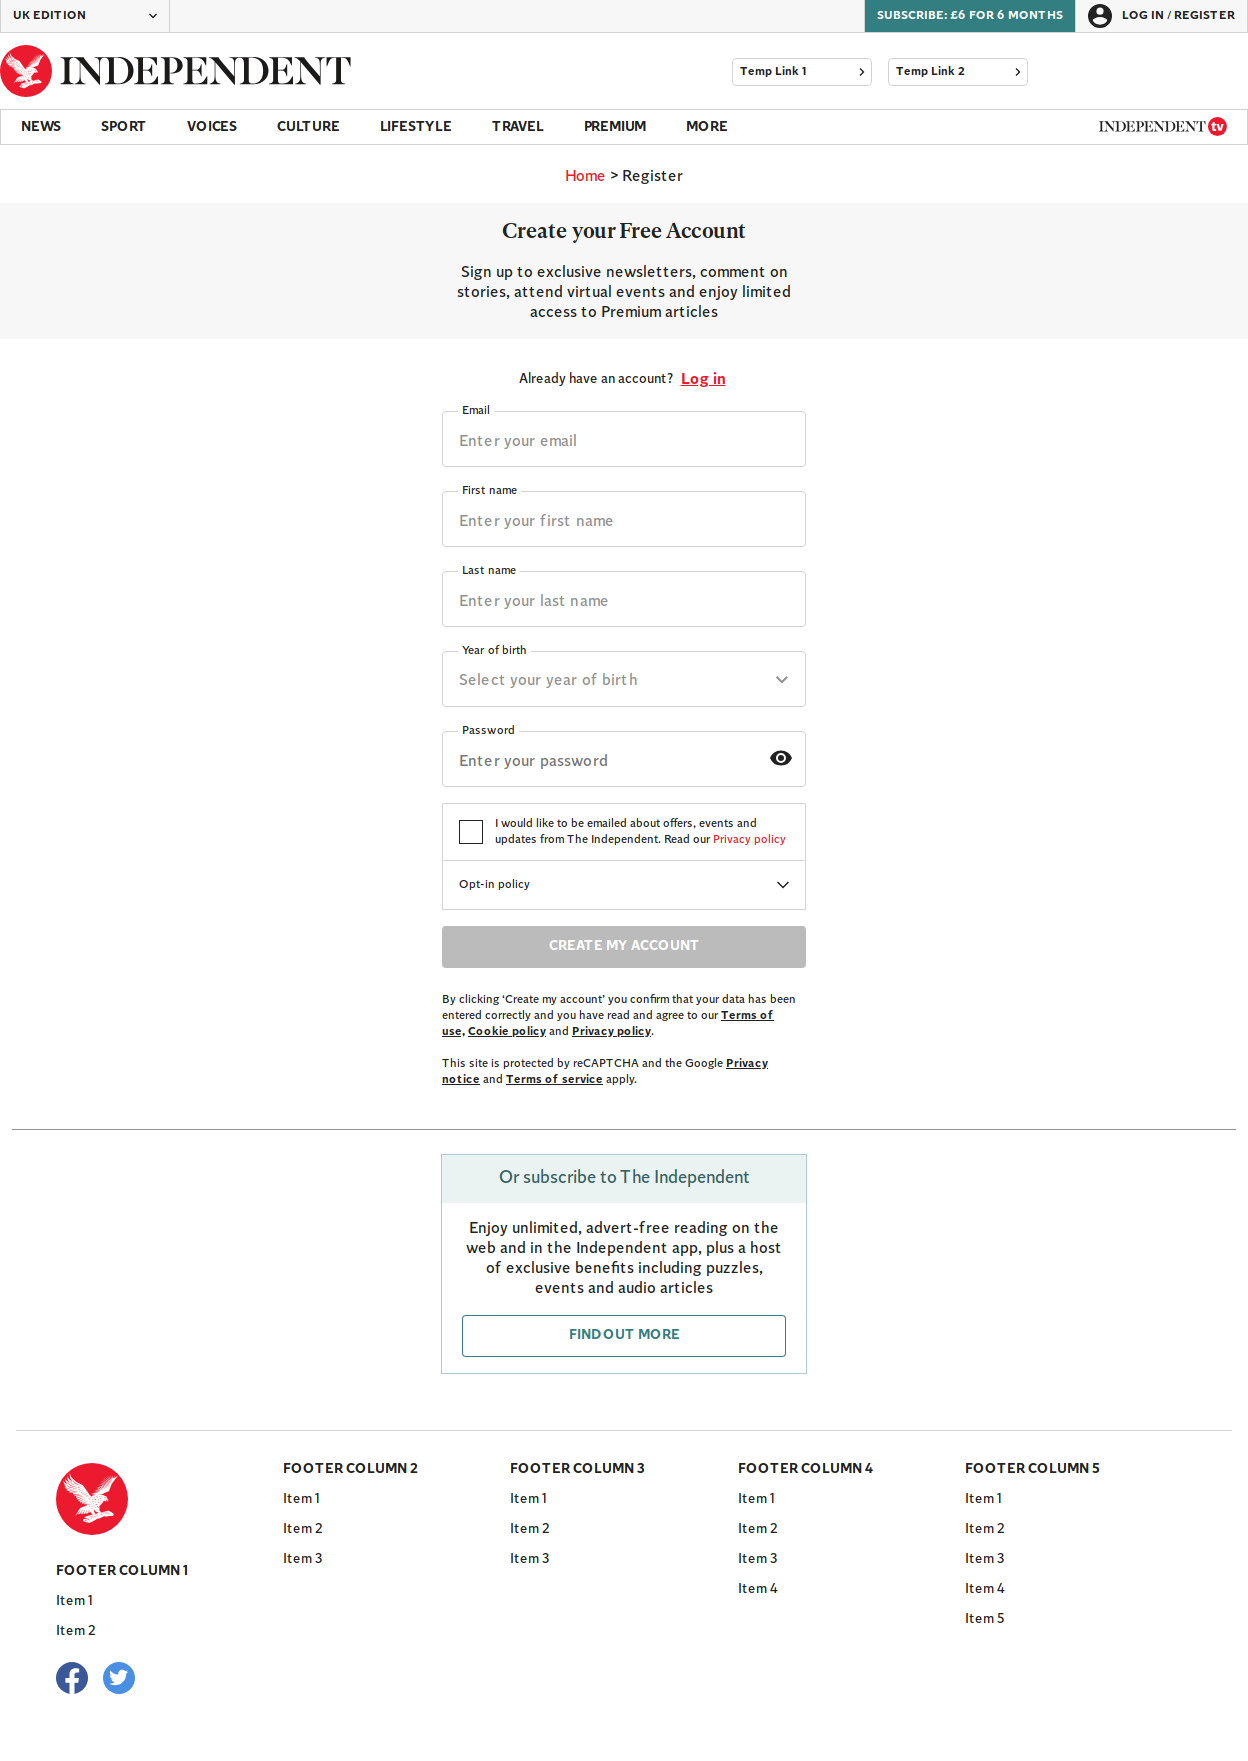 UK EDITION
SUBSCRIBE: £6 FOR 6 MONTHS
LOG IN / REGISTER
INDEPENDENT
Temp Link 1
Temp Link 2
NEWS SPORT VOICES CULTURE LIFESTYLE TRAVEL PREMIUM MORE
INDEPENDENT tv
Home > Register
Create your Free Account
Sign up to exclusive newsletters, comment on
stories, attend virtual events and enjoy limited
access to Premium articles
Already have an account? Log in
Email
Enter your email
First name
Enter your first name
Last name
Enter your last name
Year of birth
Select your year of birth
Password
Enter your password
I would like to be emailed about offers, events and
updates from The Independent. Read our Privacy policy
Opt-in policy
CREATE MY ACCOUNT
By clicking ‘Create my account’ you confirm that your data has been
entered correctly and you have read and agree to our Terms of
use, Cookie policy and Privacy policy.
This site is protected by reCAPTCHA and the Google Privacy
notice and Terms of service apply.
Or subscribe to The Independent
Enjoy unlimited, advert-free reading on the
web and in the Independent app, plus a host
of exclusive benefits including puzzles,
events and audio articles
FIND OUT MORE
FOOTER COLUMN 1
Item 1
Item 2
FOOTER COLUMN 2
Item 1
Item 2
Item 3
FOOTER COLUMN 3
Item 1
Item 2
Item 3
FOOTER COLUMN 4
Item 1
Item 2
Item 3
Item 4
FOOTER COLUMN 5
Item 1
Item 2
Item 3
Item 4
Item 5